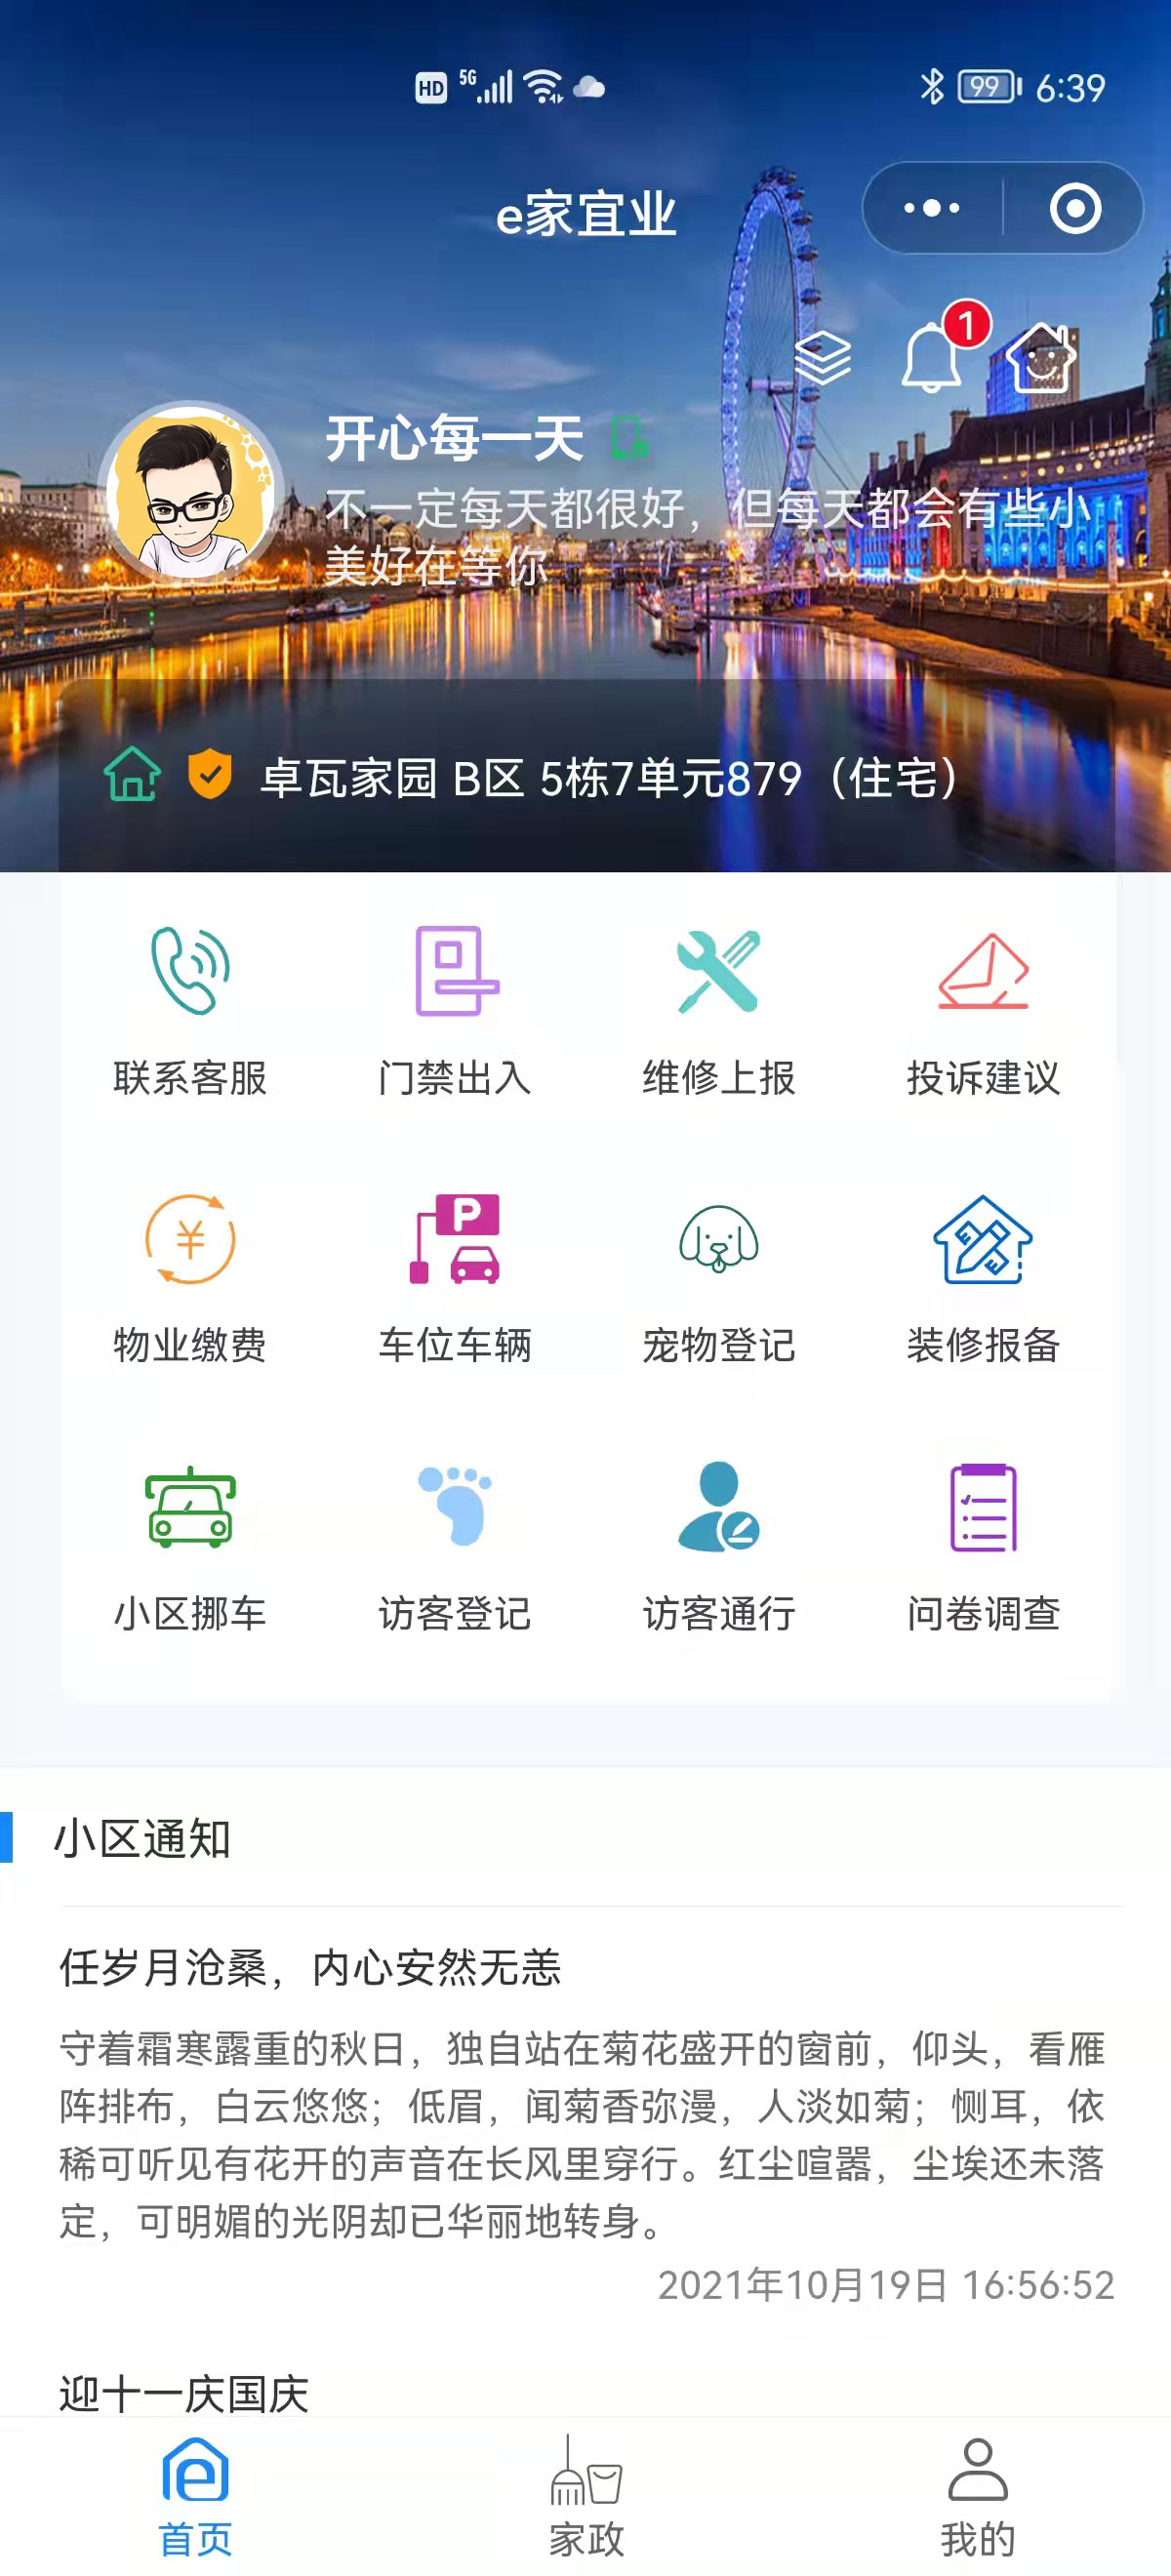 HD 5G 99 6:39
e家宜业
1
开心每一天
不一定每天都很好，但每天都会有些小
美好在等你
卓瓦家园 B区 5栋7单元879（住宅）
联系客服 门禁出入 维修上报 投诉建议
¥ P
物业缴费 车位车辆 宠物登记 装修报备
小区挪车 访客登记 访客通行 问卷调查
小区通知
任岁月沧桑，内心安然无恙
守着霜寒露重的秋日，独自站在菊花盛开的窗前，仰头，看雁
阵排布，白云悠悠；低眉，闻菊香弥漫，人淡如菊；恻耳，依
稀可听见有花开的声音在长风里穿行。红尘喧嚣，尘埃还未落
定，可明媚的光阴却已华丽地转身。
2021年10月19日 16:56:52
迎十一庆国庆
首页 家政 我的